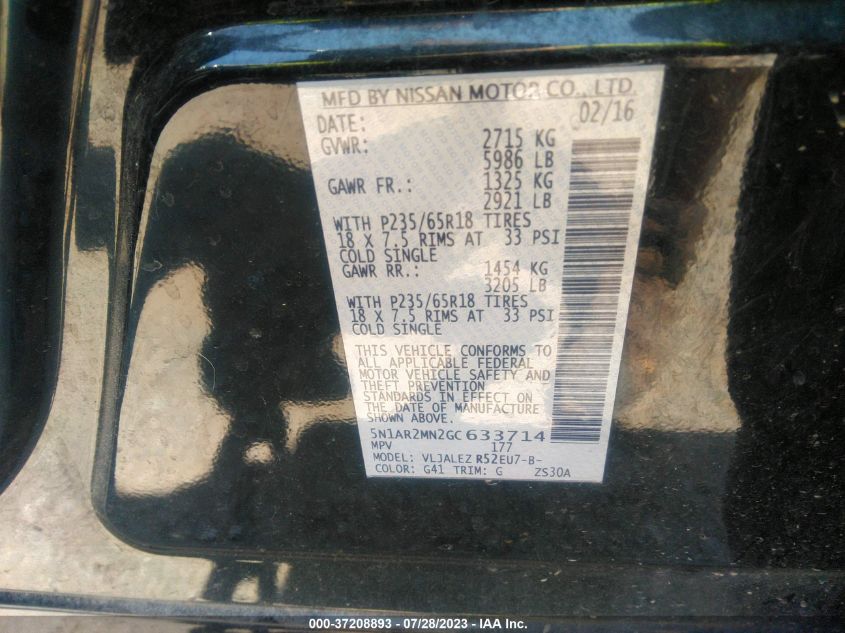 MFD BY NISSAN MOTOR CO., LTD.
DATE: 02/16
GVWR: 2715 KG
5986 LB
GAWR FR.: 1325 KG
2921 LB
WITH P235/65R18 TIRES
18 X 7.5 RIMS AT 33 PSI
COLD SINGLE
GAWR RR.: 1454 KG
3205 LB
WITH P235/65R18 TIRES
18 X 7.5 RIMS AT 33 PSI
COLD SINGLE
THIS VEHICLE CONFORMS TO
ALL APPLICABLE FEDERAL
MOTOR VEHICLE SAFETY AND
THEFT PREVENTION
STANDARDS IN EFFECT ON
THE DATE OF MANUFACTURE
SHOWN ABOVE.
5N1AR2MN2GC633714
MPV 177
MODEL: VLJALEZ R52EU7-B-
COLOR: G41 TRIM: G ZS30A
000-37208893 - 07/28/2023 - IAA Inc.